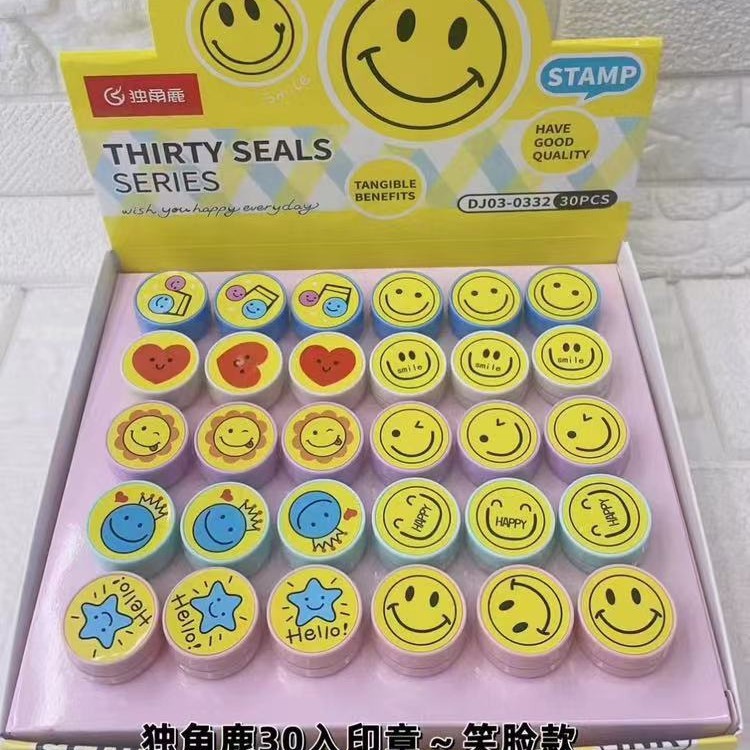 Smile
独角鹿
STAMP
THIRTY SEALS
SERIES
wish you happy everyday
TANGIBLE
BENEFITS
HAVE
GOOD
QUALITY
DJ03-0332 30PCS
smile
smile
smile
HAPPY
HAPPY
HAPPY
Hello!
Hello!
Hello!
独角鹿30入印章~笑脸款